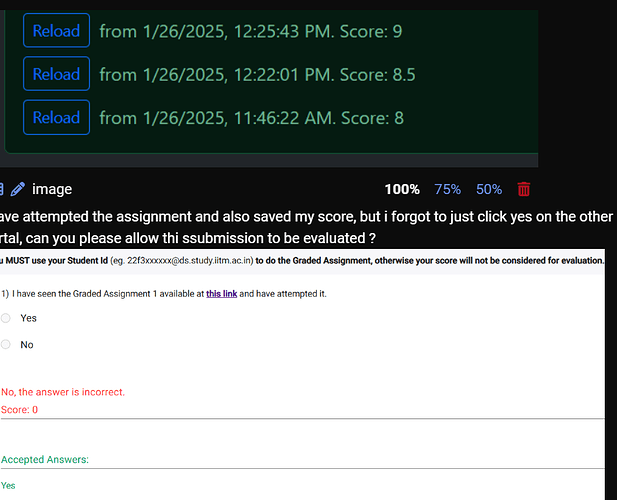 Reload from 1/26/2025, 12:25:43 PM. Score: 9
Reload from 1/26/2025, 12:22:01 PM. Score: 8.5
Reload from 1/26/2025, 11:46:22 AM. Score: 8
image 100% 75% 50%
ave attempted the assignment and also saved my score, but i forgot to just click yes on the other
rtal, can you please allow thi ssubmission to be evaluated ?
u MUST use your Student Id (eg. 22f3xxxxxx@ds.study.iitm.ac.in) to do the Graded Assignment, otherwise your score will not be considered for evaluation.
1) I have seen the Graded Assignment 1 available at this link and have attempted it.
Yes
No
No, the answer is incorrect.
Score: 0
Accepted Answers:
Yes